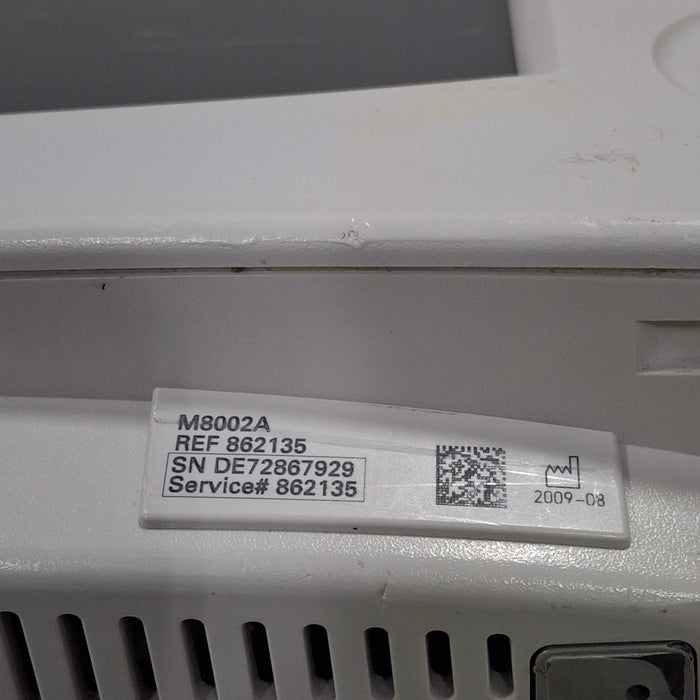 M8002A
REF 862135
SN DE72867929
Service# 862135
2009-08